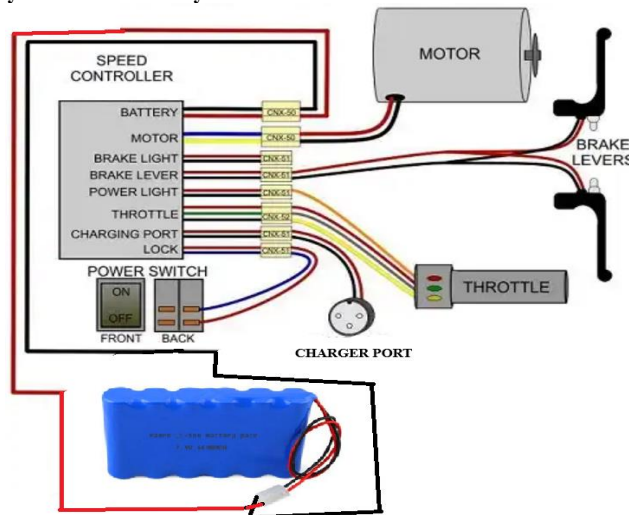 SPEED
CONTROLLER
MOTOR
BATTERY
CNX-50
MOTOR
CNX-50
BRAKE LIGHT
CNX-51
BRAKE LEVER
CNX-51
POWER LIGHT
CNX-51
THROTTLE
CNX-52
CHARGING PORT
CNX-51
LOCK
CNX-51
BRAKE
LEVERS
POWER SWITCH
ON
OFF
FRONT
BACK
THROTTLE
CHARGER PORT